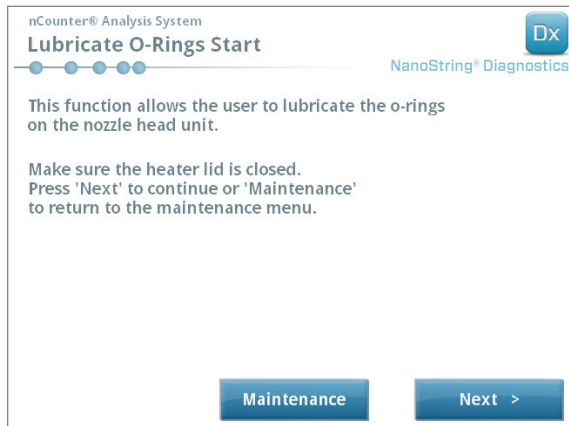 nCounter® Analysis System
Lubricate O-Rings Start
Dx
NanoString® Diagnostics
This function allows the user to lubricate the o-rings
on the nozzle head unit.
Make sure the heater lid is closed.
Press 'Next' to continue or 'Maintenance'
to return to the maintenance menu.
Maintenance
Next >